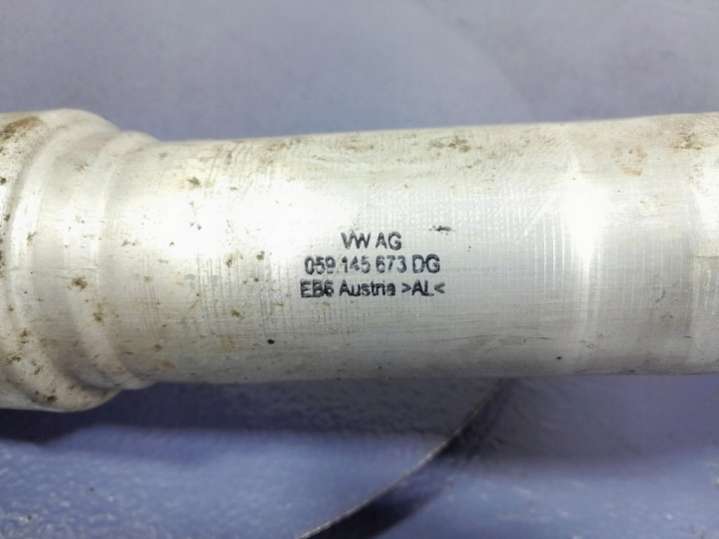 VW AG
059.145 673 DG
EB6 Austria >AL<